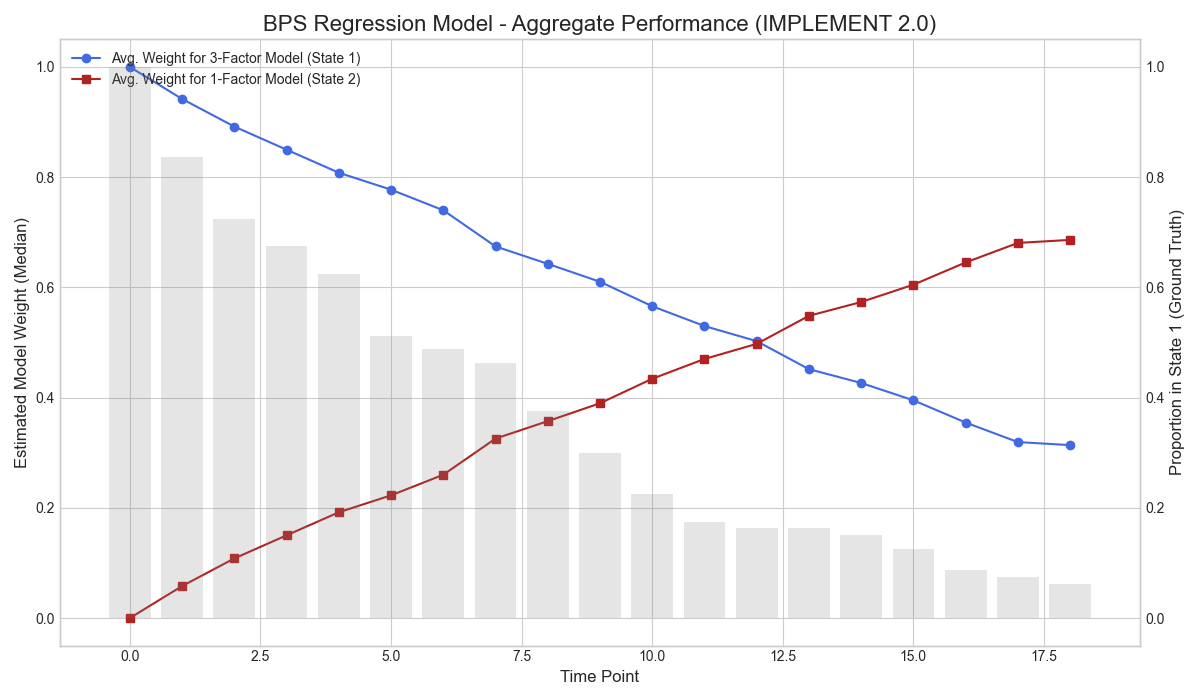 BPS Regression Model - Aggregate Performance (IMPLEMENT 2.0)
Avg. Weight for 3-Factor Model (State 1)
Avg. Weight for 1-Factor Model (State 2)
Estimated Model Weight (Median)
1.0
0.8
0.6
0.4
0.2
0.0
1.0
0.8
0.6
0.4
0.2
0.0
Proportion in State 1 (Ground Truth)
0.0 2.5 5.0 7.5 10.0 12.5 15.0 17.5
Time Point